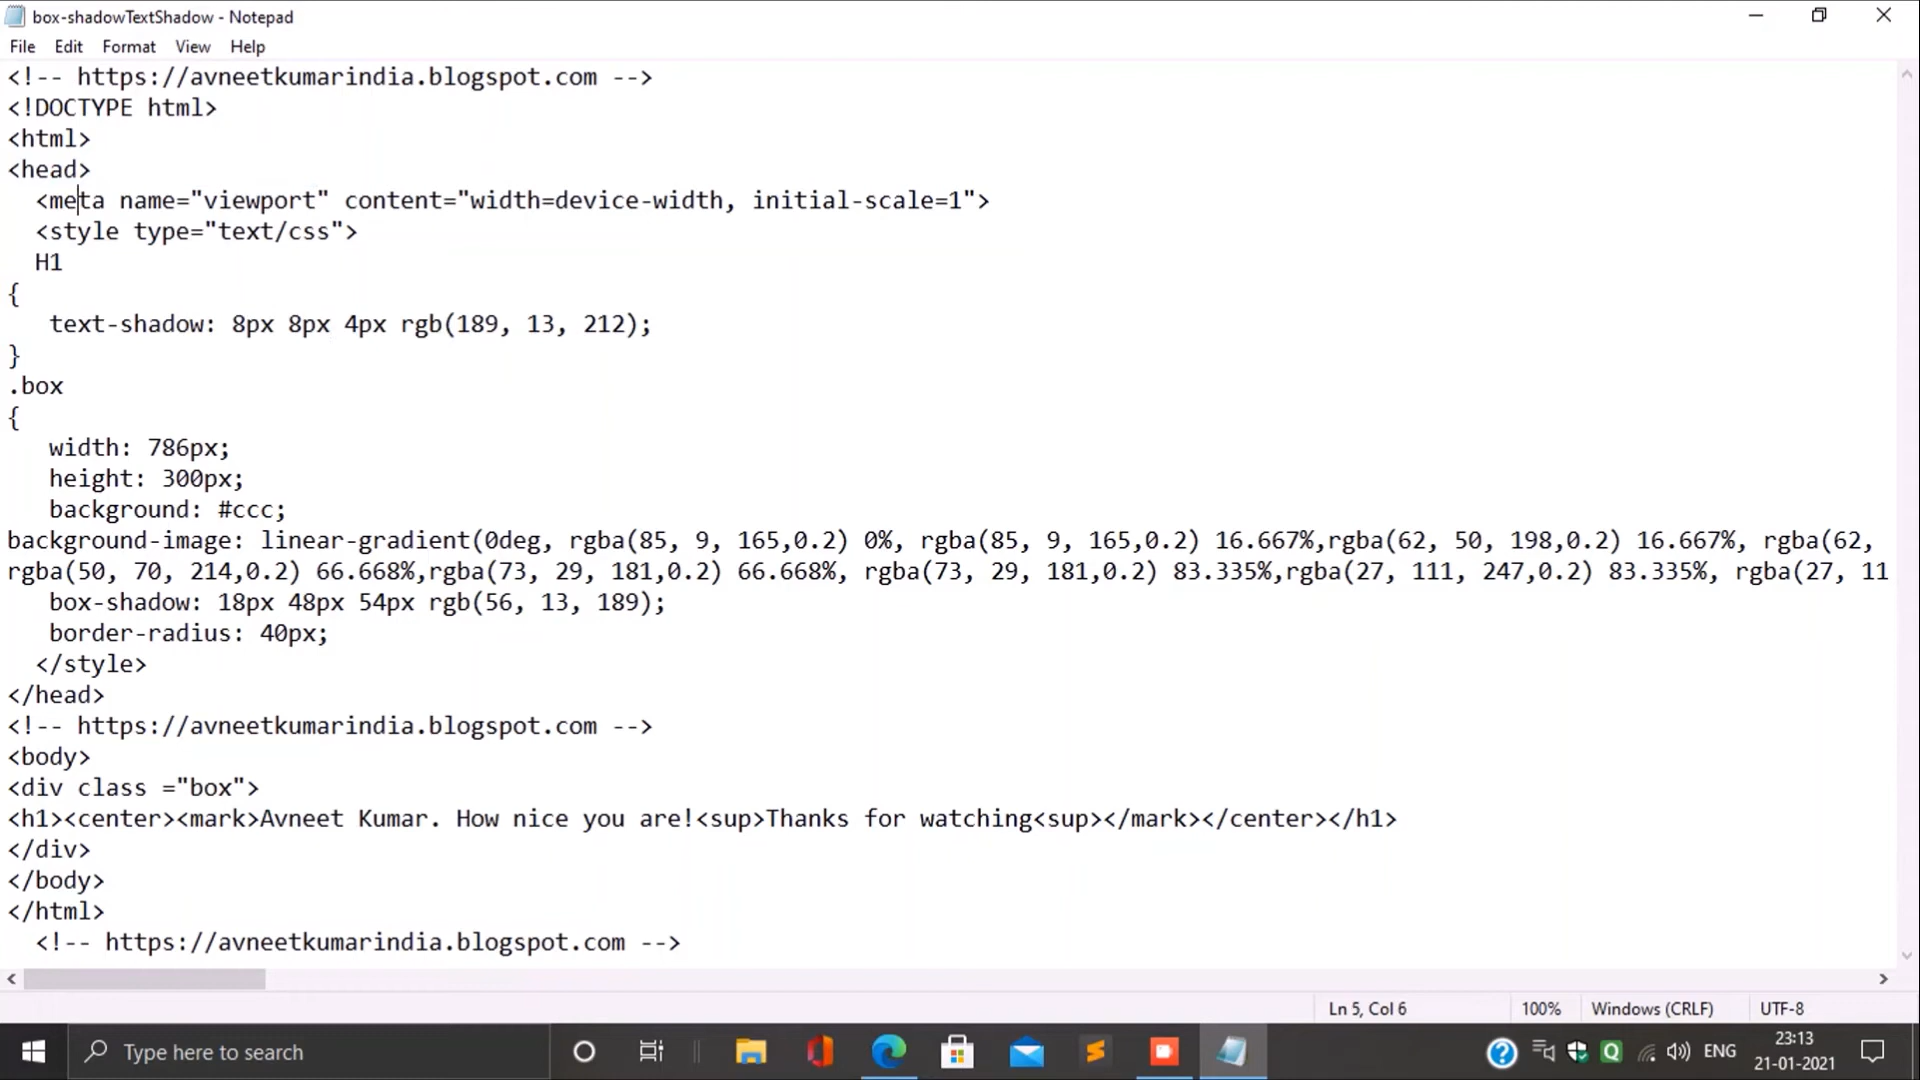 box-shadowTextShadow - Notepad
File Edit Format View Help
<!-- https://avneetkumarindia.blogspot.com -->
<!DOCTYPE html>
<html>
<head>
<meta name="viewport" content="width=device-width, initial-scale=1">
<style type="text/css">
H1
{
text-shadow: 8px 8px 4px rgb(189, 13, 212);
}
.box
{
width: 786px;
height: 300px;
background: #ccc;
background-image: linear-gradient(0deg, rgba(85, 9, 165,0.2) 0%, rgba(85, 9, 165,0.2) 16.667%,rgba(62, 50, 198,0.2) 16.667%, rgba(62,
rgba(50, 70, 214,0.2) 66.668%,rgba(73, 29, 181,0.2) 66.668%, rgba(73, 29, 181,0.2) 83.335%,rgba(27, 111, 247,0.2) 83.335%, rgba(27, 11
box-shadow: 18px 48px 54px rgb(56, 13, 189);
border-radius: 40px;
</style>
</head>
<!-- https://avneetkumarindia.blogspot.com -->
<body>
<div class ="box">
<h1><center><mark>Avneet Kumar. How nice you are!<sup>Thanks for watching<sup></mark></center></h1>
</div>
</body>
</html>
<!-- https://avneetkumarindia.blogspot.com -->
Ln 5, Col 6 100% Windows (CRLF) UTF-8
Type here to search
ENG
23:13
21-01-2021